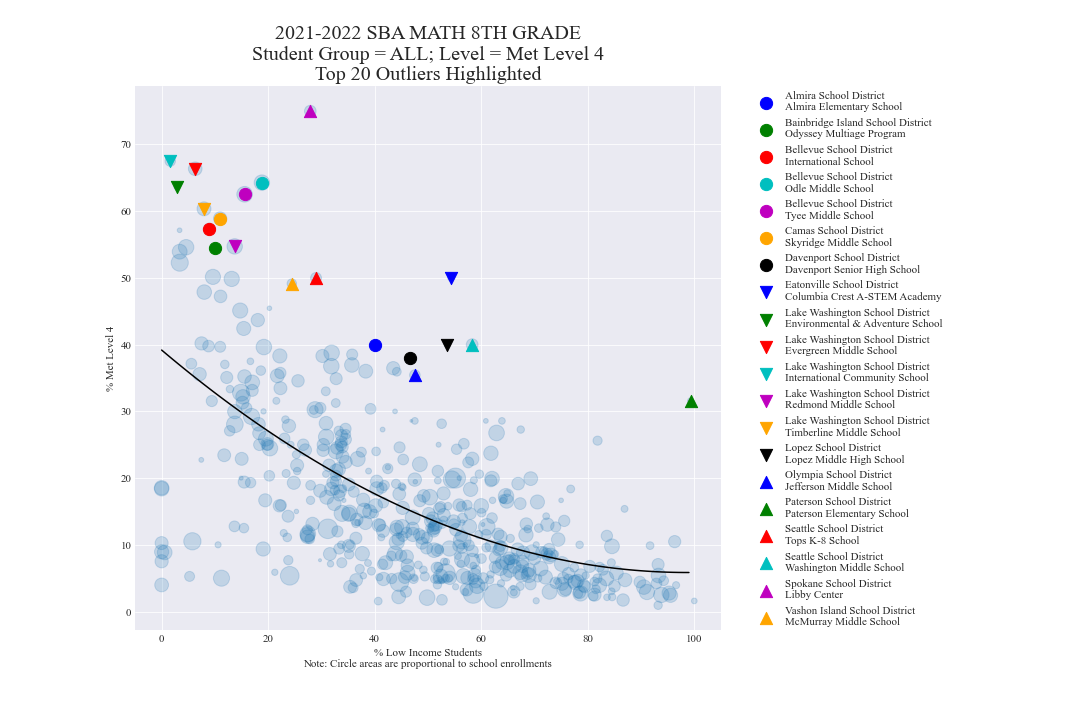 2021-2022 SBA MATH 8TH GRADE
Student Group = ALL; Level = Met Level 4
Top 20 Outliers Highlighted
% Met Level 4
70
60
50
40
30
20
10
0
0 20 40 60 80 100
% Low Income Students
Note: Circle areas are proportional to school enrollments
Almira School District
Almira Elementary School
Bainbridge Island School District
Odyssey Multiage Program
Bellevue School District
International School
Bellevue School District
Odle Middle School
Bellevue School District
Tyee Middle School
Camas School District
Skyridge Middle School
Davenport School District
Davenport Senior High School
Eatonville School District
Columbia Crest A-STEM Academy
Lake Washington School District
Environmental & Adventure School
Lake Washington School District
Evergreen Middle School
Lake Washington School District
International Community School
Lake Washington School District
Redmond Middle School
Lake Washington School District
Timberline Middle School
Lopez School District
Lopez Middle High School
Olympia School District
Jefferson Middle School
Paterson School District
Paterson Elementary School
Seattle School District
Tops K-8 School
Seattle School District
Washington Middle School
Spokane School District
Libby Center
Vashon Island School District
McMurray Middle School